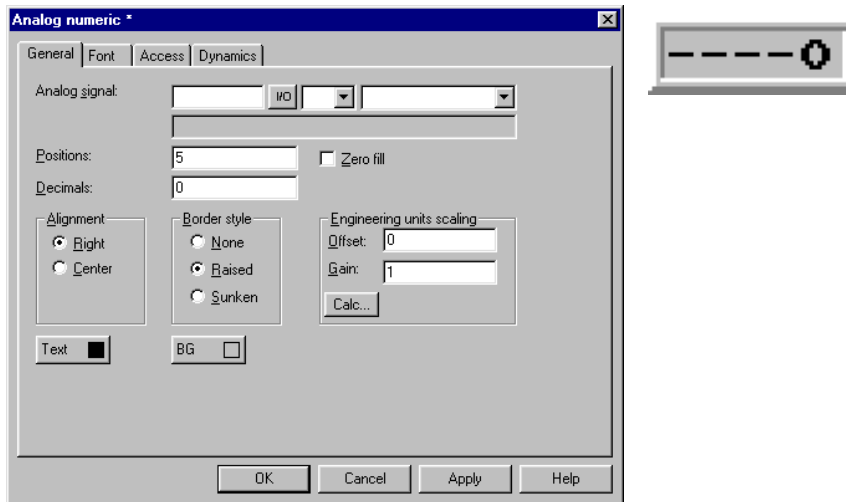 Analog numeric *
General Font Access Dynamics
Analog signal: I/O
Positions: 5 Zero fill
Decimals: 0
Alignment Border style Engineering units scaling
Right None Offset: 0
Center Raised Gain: 1
Sunken Calc...
Text BG
OK Cancel Apply Help
----0